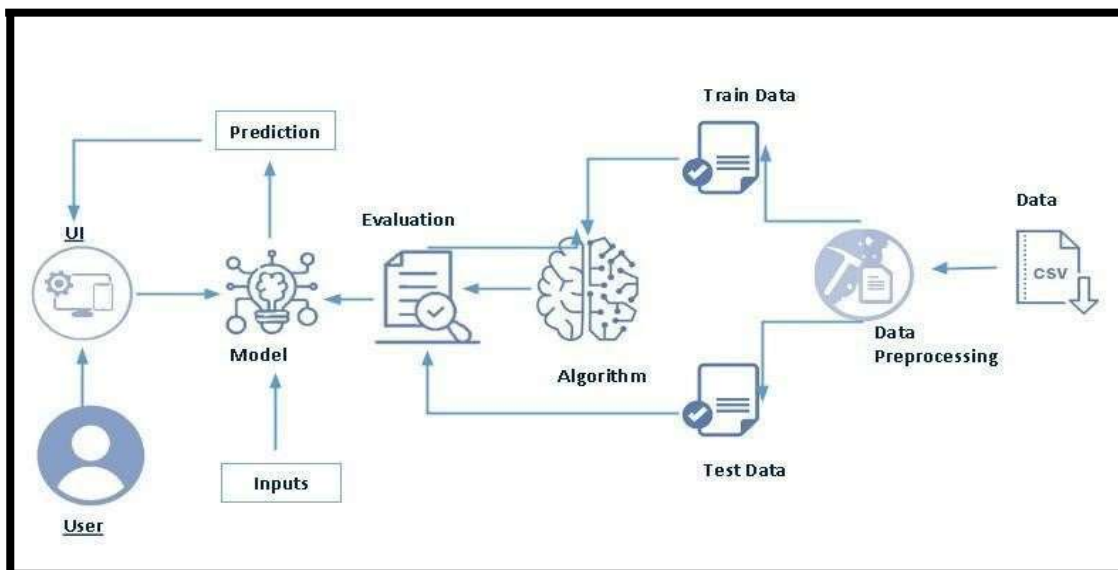 Train Data
Prediction
Data
Evaluation
UI
CSV
Data
Preprocessing
Model
Algorithm
Test Data
Inputs
User